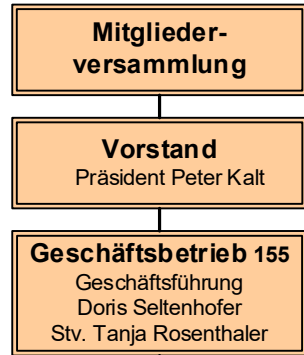 Mitglieder-
versammlung
Vorstand
Präsident Peter Kalt
Geschäftsbetrieb 155
Geschäftsführung
Doris Seltenhofer
Stv. Tanja Rosenthaler